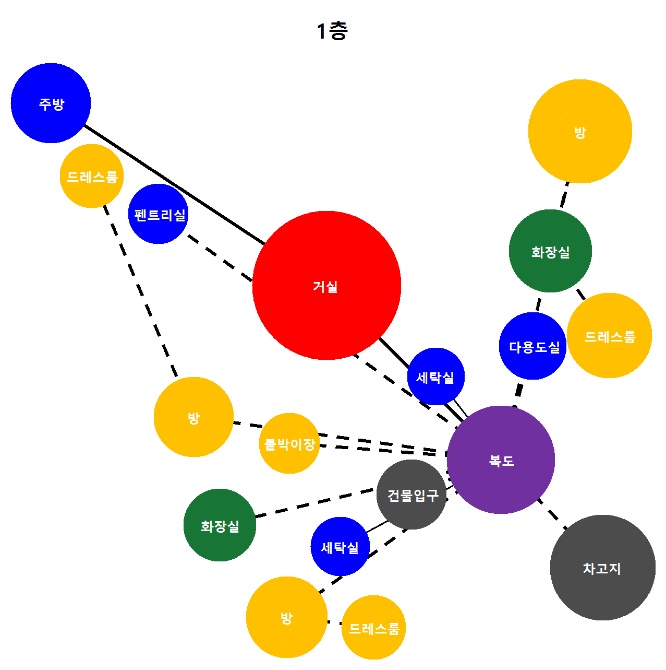 1층
주방
방
드레스룸
펜트리실
화장실
거실
다용도실
드레스룸
세탁실
방
붙박이장
복도
건물입구
화장실
세탁실
차고지
방
드레스룸